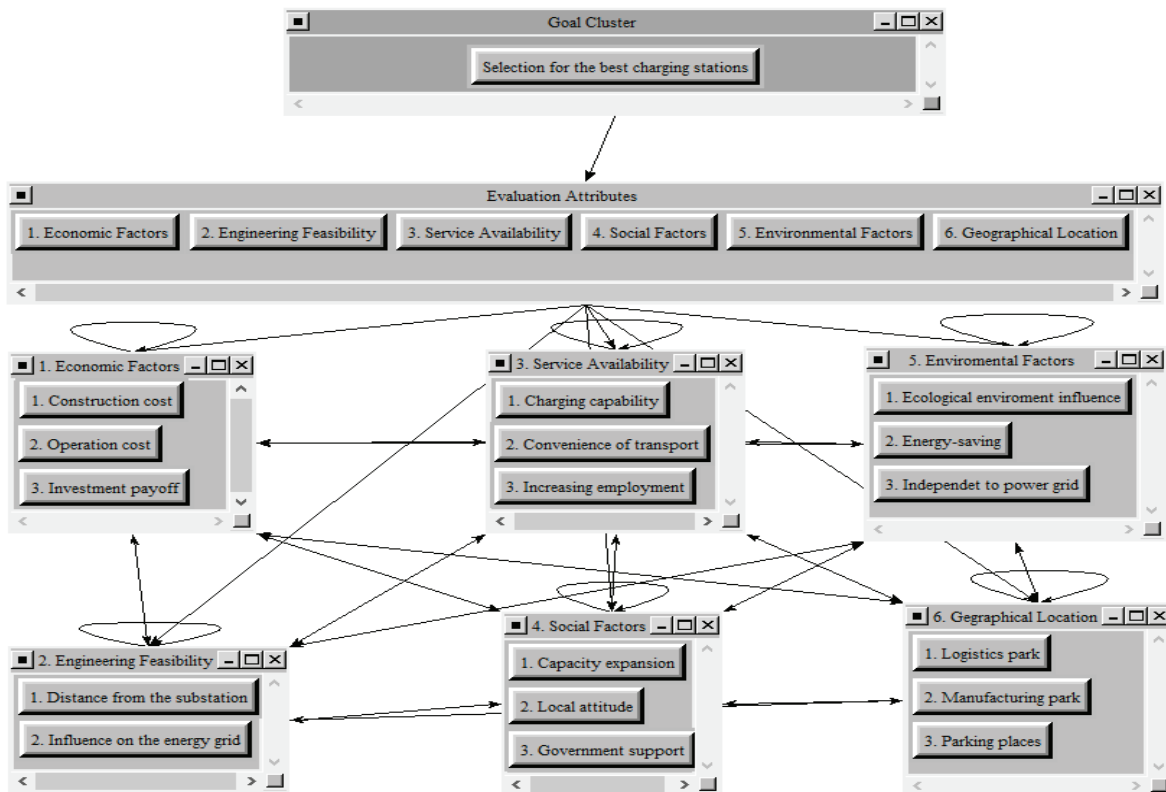 Goal Cluster
Selection for the best charging stations
Evaluation Attributes
1. Economic Factors
2. Engineering Feasibility
3. Service Availability
4. Social Factors
5. Environmental Factors
6. Geographical Location
1. Economic Factors
1. Construction cost
2. Operation cost
3. Investment payoff
3. Service Availability
1. Charging capability
2. Convenience of transport
3. Increasing employment
5. Enviromental Factors
1. Ecological enviroment influence
2. Energy-saving
3. Independet to power grid
2. Engineering Feasibility
1. Distance from the substation
2. Influence on the energy grid
4. Social Factors
1. Capacity expansion
2. Local attitude
3. Government support
6. Gegraphical Location
1. Logistics park
2. Manufacturing park
3. Parking places